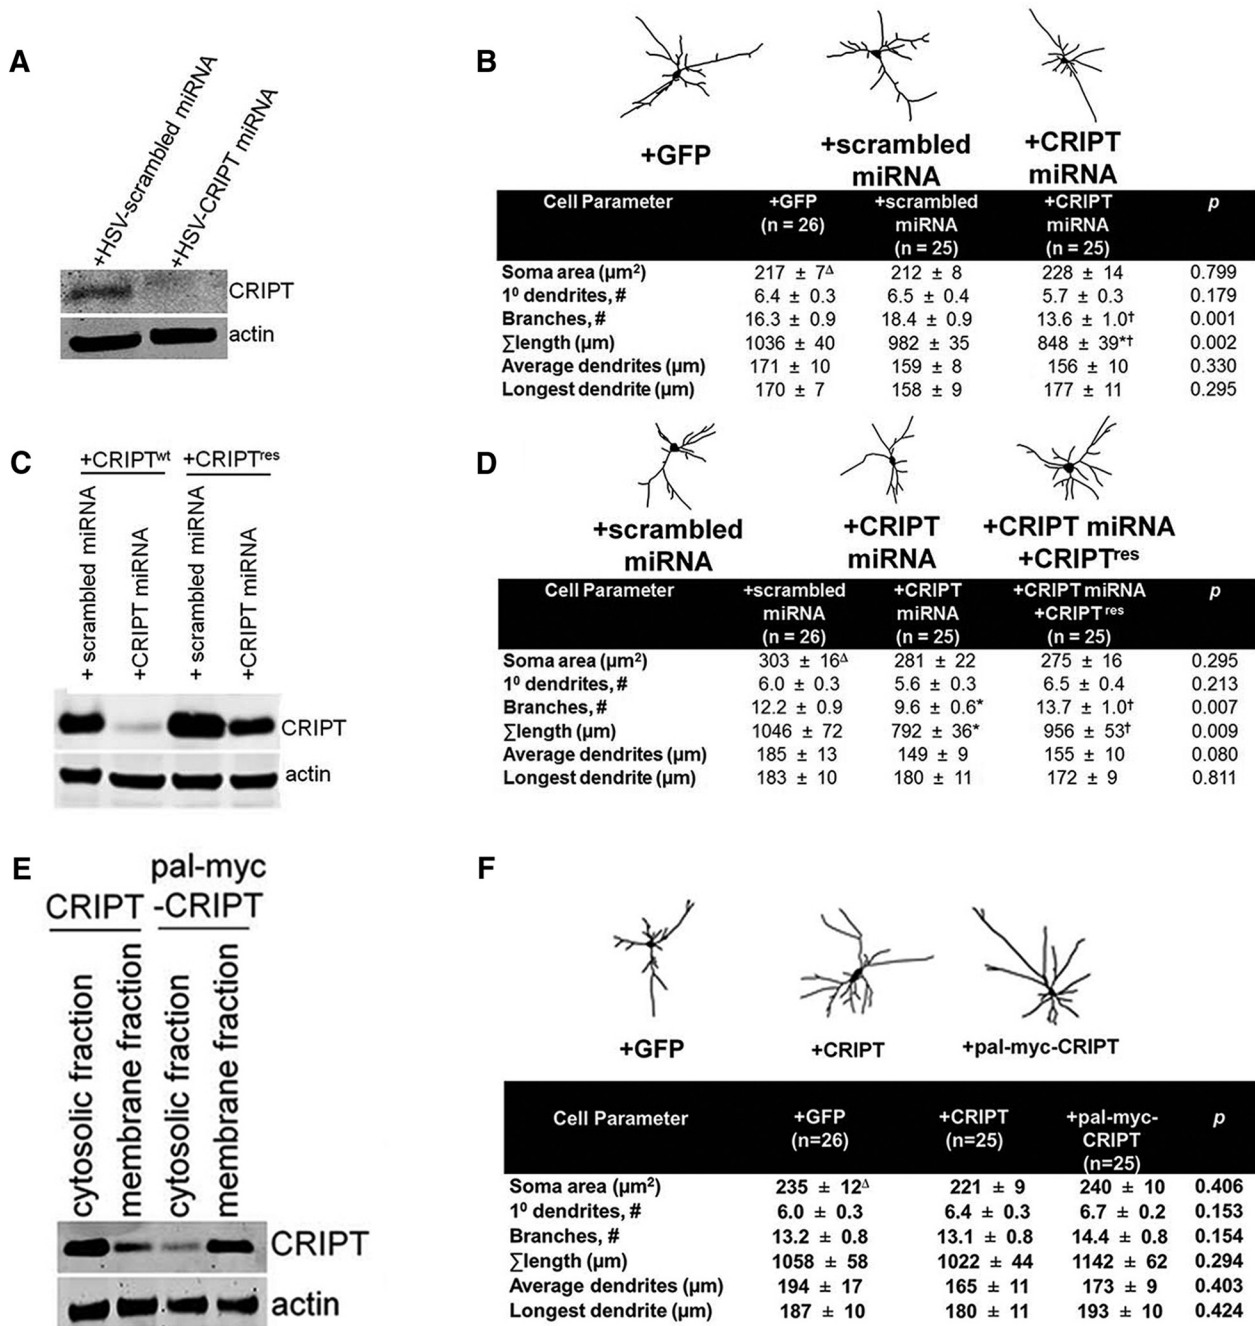 A
+HSV-scrambled miRNA
+HSV-CRIPT miRNA
CRIPT
actin
B
+GFP
+scrambled
miRNA
+CRIPT
miRNA
Cell Parameter +GFP (n = 26) +scrambled miRNA (n = 25) +CRIPT miRNA (n = 25) p
Soma area (µm²) 217 ± 7Δ 212 ± 8 228 ± 14 0.799
1⁰ dendrites, # 6.4 ± 0.3 6.5 ± 0.4 5.7 ± 0.3 0.179
Branches, # 16.3 ± 0.9 18.4 ± 0.9 13.6 ± 1.0† 0.001
∑length (µm) 1036 ± 40 982 ± 35 848 ± 39*† 0.002
Average dendrites (µm) 171 ± 10 159 ± 8 156 ± 10 0.330
Longest dendrite (µm) 170 ± 7 158 ± 9 177 ± 11 0.295
C
+CRIPTwt +CRIPTres
+ scrambled miRNA
+CRIPT miRNA
+ scrambled miRNA
+CRIPT miRNA
CRIPT
actin
D
+scrambled
miRNA
+CRIPT
miRNA
+CRIPT miRNA
+CRIPTres
Cell Parameter +scrambled miRNA (n = 26) +CRIPT miRNA (n = 25) +CRIPT miRNA +CRIPT res (n = 25) p
Soma area (µm²) 303 ± 16Δ 281 ± 22 275 ± 16 0.295
1⁰ dendrites, # 6.0 ± 0.3 5.6 ± 0.3 6.5 ± 0.4 0.213
Branches, # 12.2 ± 0.9 9.6 ± 0.6* 13.7 ± 1.0† 0.007
∑length (µm) 1046 ± 72 792 ± 36* 956 ± 53† 0.009
Average dendrites (µm) 185 ± 13 149 ± 9 155 ± 10 0.080
Longest dendrite (µm) 183 ± 10 180 ± 11 172 ± 9 0.811
E
CRIPT
pal-myc
-CRIPT
cytosolic fraction
membrane fraction
cytosolic fraction
membrane fraction
CRIPT
actin
F
+GFP
+CRIPT
+pal-myc-CRIPT
Cell Parameter +GFP (n=26) +CRIPT (n=25) +pal-myc-CRIPT (n=25) p
Soma area (µm²) 235 ± 12Δ 221 ± 9 240 ± 10 0.406
1⁰ dendrites, # 6.0 ± 0.3 6.4 ± 0.3 6.7 ± 0.2 0.153
Branches, # 13.2 ± 0.8 13.1 ± 0.8 14.4 ± 0.8 0.154
∑length (µm) 1058 ± 58 1022 ± 44 1142 ± 62 0.294
Average dendrites (µm) 194 ± 17 165 ± 11 173 ± 9 0.403
Longest dendrite (µm) 187 ± 10 180 ± 11 193 ± 10 0.424